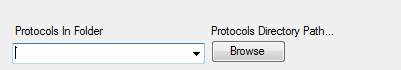 Protocols In Folder
Protocols Directory Path...
Browse